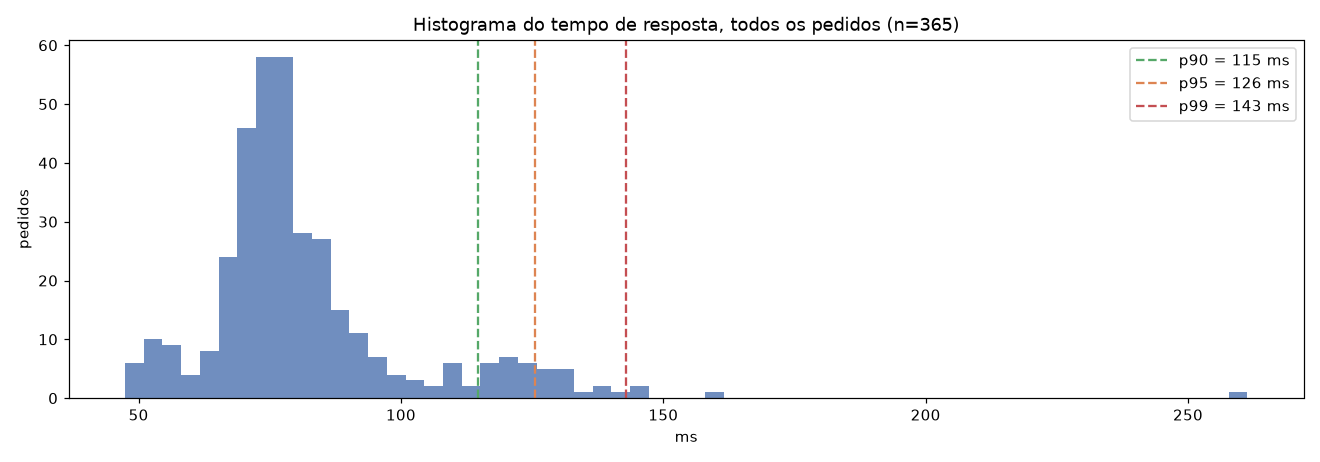 Histograma do tempo de resposta, todos os pedidos (n=365)
p90 = 115 ms
p95 = 126 ms
p99 = 143 ms
60
50
40
30
20
10
0
pedidos
50 100 150 200 250
ms